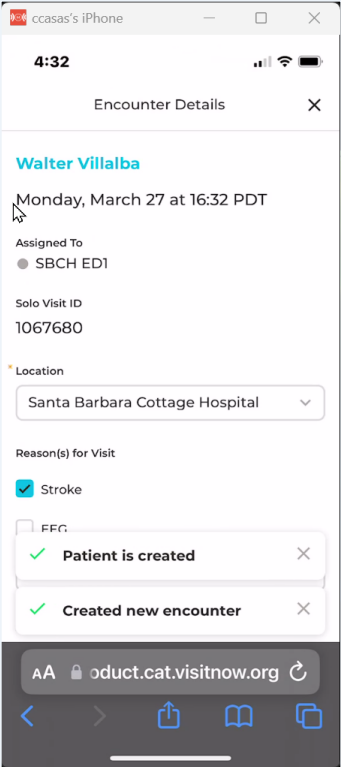 ccasas's iPhone
4:32
Encounter Details
Walter Villalba
Monday, March 27 at 16:32 PDT
Assigned To
SBCH ED1
Solo Visit ID
1067680
* Location
Santa Barbara Cottage Hospital
Reason(s) for Visit
Stroke
EEG
Patient is created
Created new encounter
AA oduct.cat.visitnow.org